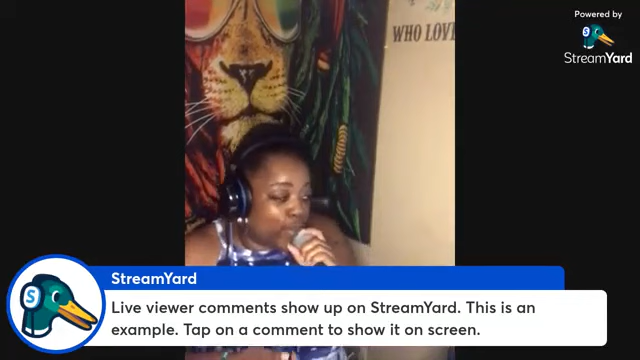 Powered by
StreamYard
WHO LOVE
StreamYard
Live viewer comments show up on StreamYard. This is an
example. Tap on a comment to show it on screen.